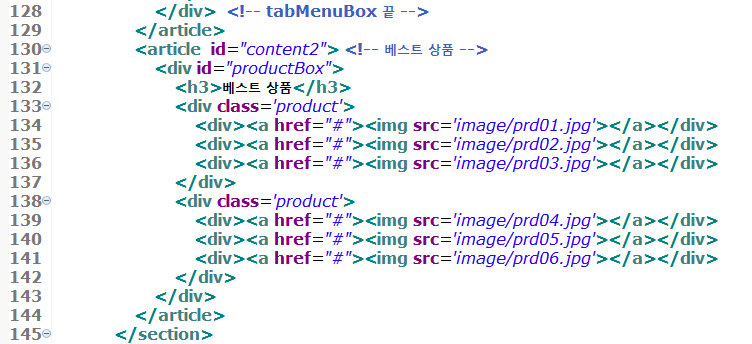 128 </div> <!-- tabMenuBox 끝 -->
129 </article>
130 <article id="content2"> <!-- 베스트 상품 -->
131 <div id="productBox">
132 <h3>베스트 상품</h3>
133 <div class='product'>
134 <div><a href="#"><img src='image/prd01.jpg'></a></div>
135 <div><a href="#"><img src='image/prd02.jpg'></a></div>
136 <div><a href="#"><img src='image/prd03.jpg'></a></div>
137 </div>
138 <div class='product'>
139 <div><a href="#"><img src='image/prd04.jpg'></a></div>
140 <div><a href="#"><img src='image/prd05.jpg'></a></div>
141 <div><a href="#"><img src='image/prd06.jpg'></a></div>
142 </div>
143 </div>
144 </article>
145 </section>